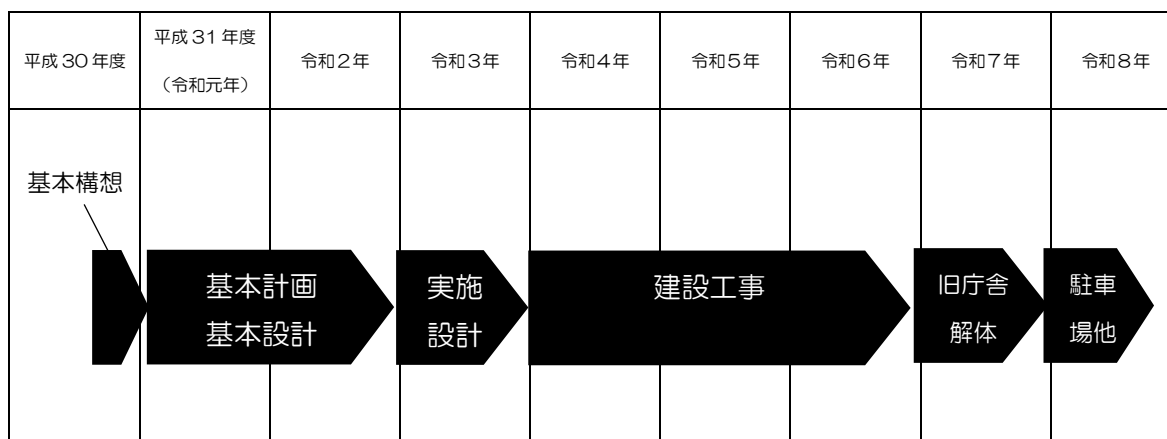 平成30年度
平成31年度
(令和元年)
令和2年
令和3年
令和4年
令和5年
令和6年
令和7年
令和8年
基本構想
基本計画
基本設計
実施
設計
建設工事
旧庁舎
解体
駐車
場他